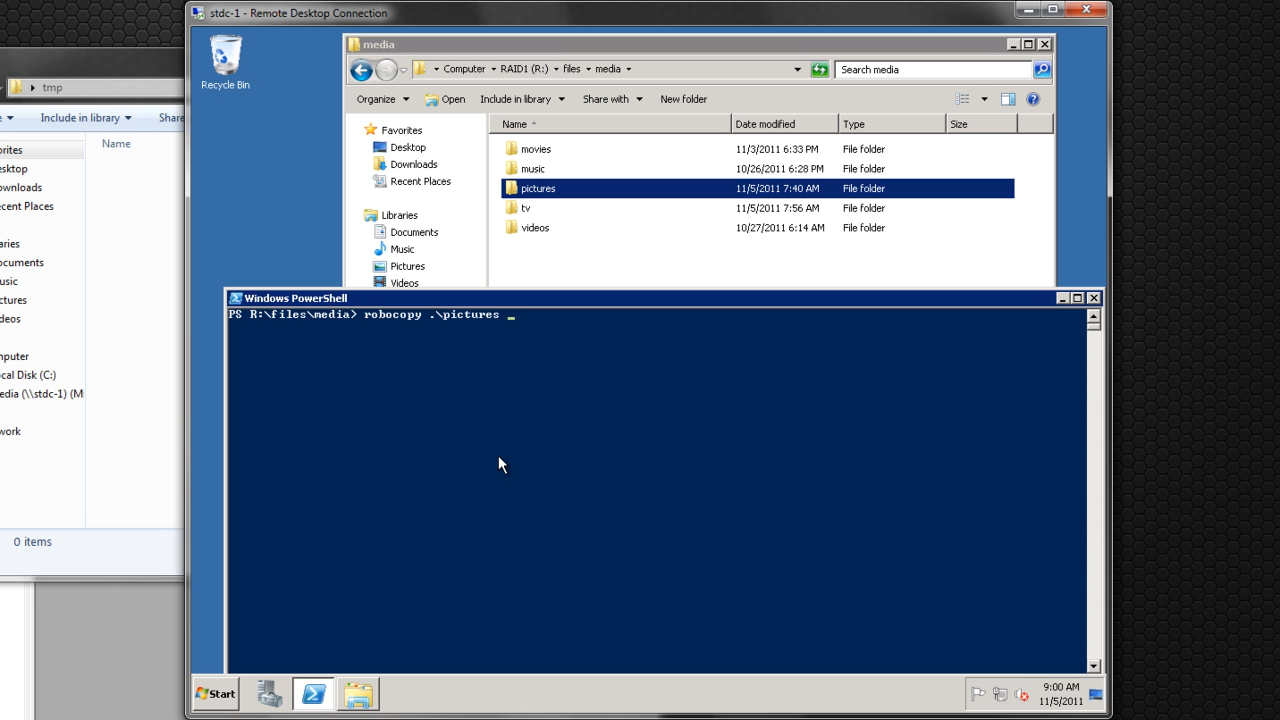 stdc-1 - Remote Desktop Connection
Recycle Bin
media
Computer RAID1 (R:) files media
Search media
Organize Open Include in library Share with New folder
Name Date modified Type Size
movies 11/3/2011 6:33 PM File folder
music 10/26/2011 6:28 PM File folder
pictures 11/5/2011 7:40 AM File folder
tv 11/5/2011 7:56 AM File folder
videos 10/27/2011 6:14 AM File folder
Favorites
Desktop
Downloads
Recent Places
Libraries
Documents
Music
Pictures
Videos
Windows PowerShell
PS R:\files\media> robocopy .\pictures _
Start
9:00 AM
11/5/2011
tmp
e Include in library Share
Name
orites
esktop
ownloads
ecent Places
aries
ocuments
usic
ctures
deos
mputer
cal Disk (C:)
edia (\\stdc-1) (M
work
0 items